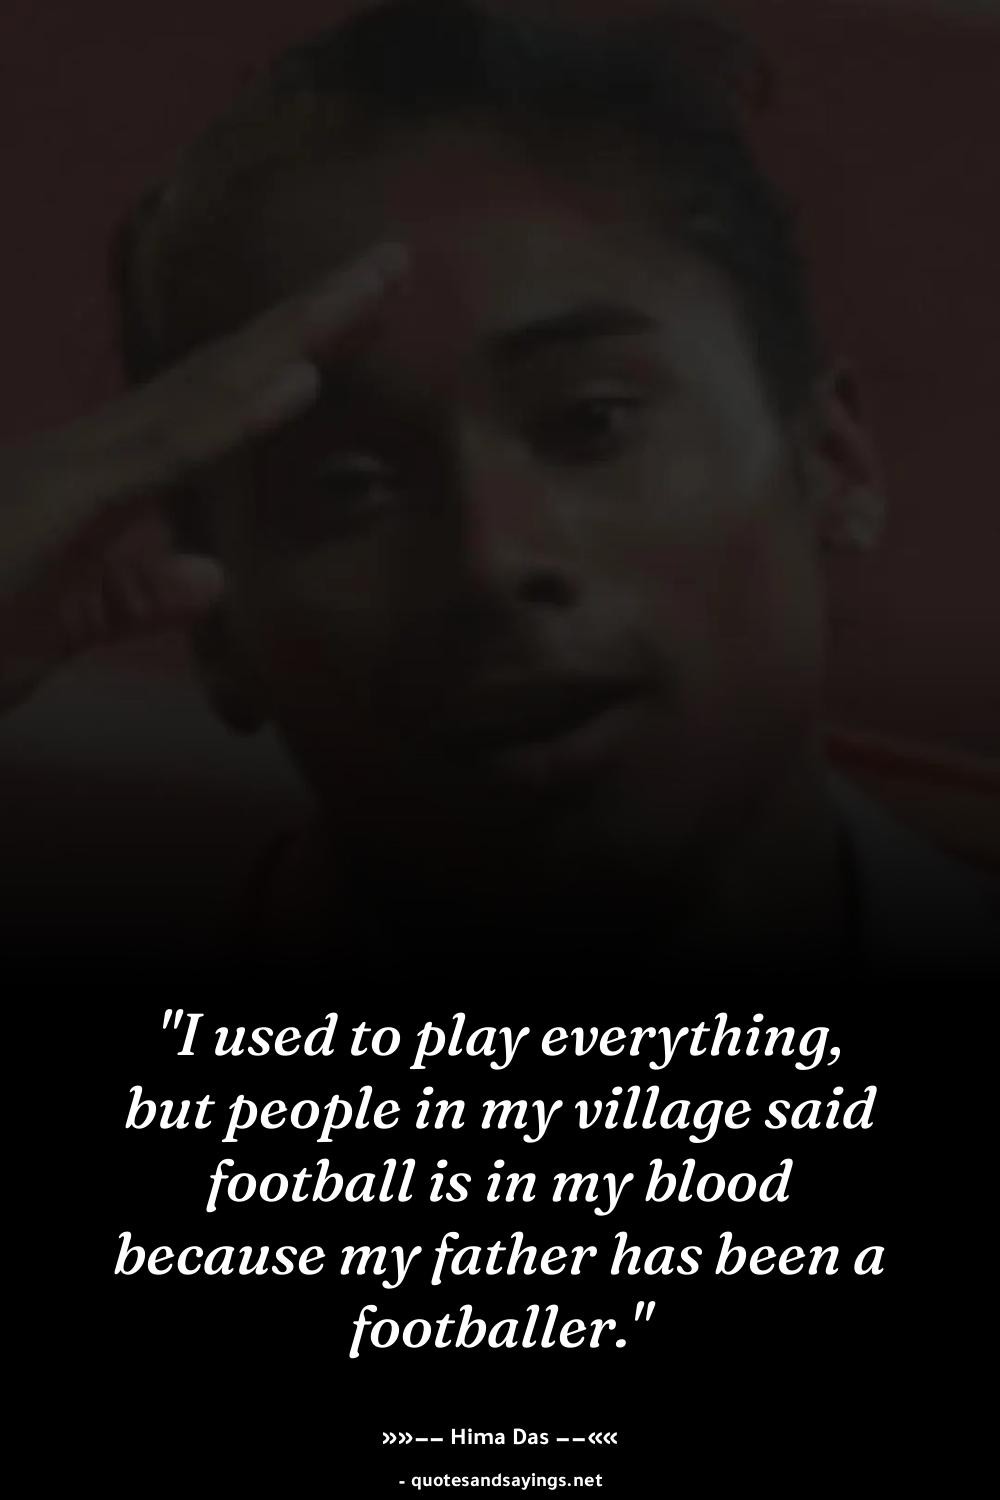 "I used to play everything,
but people in my village said
football is in my blood
because my father has been a
footballer."
»»−− Hima Das −−««
- quotesandsayings.net